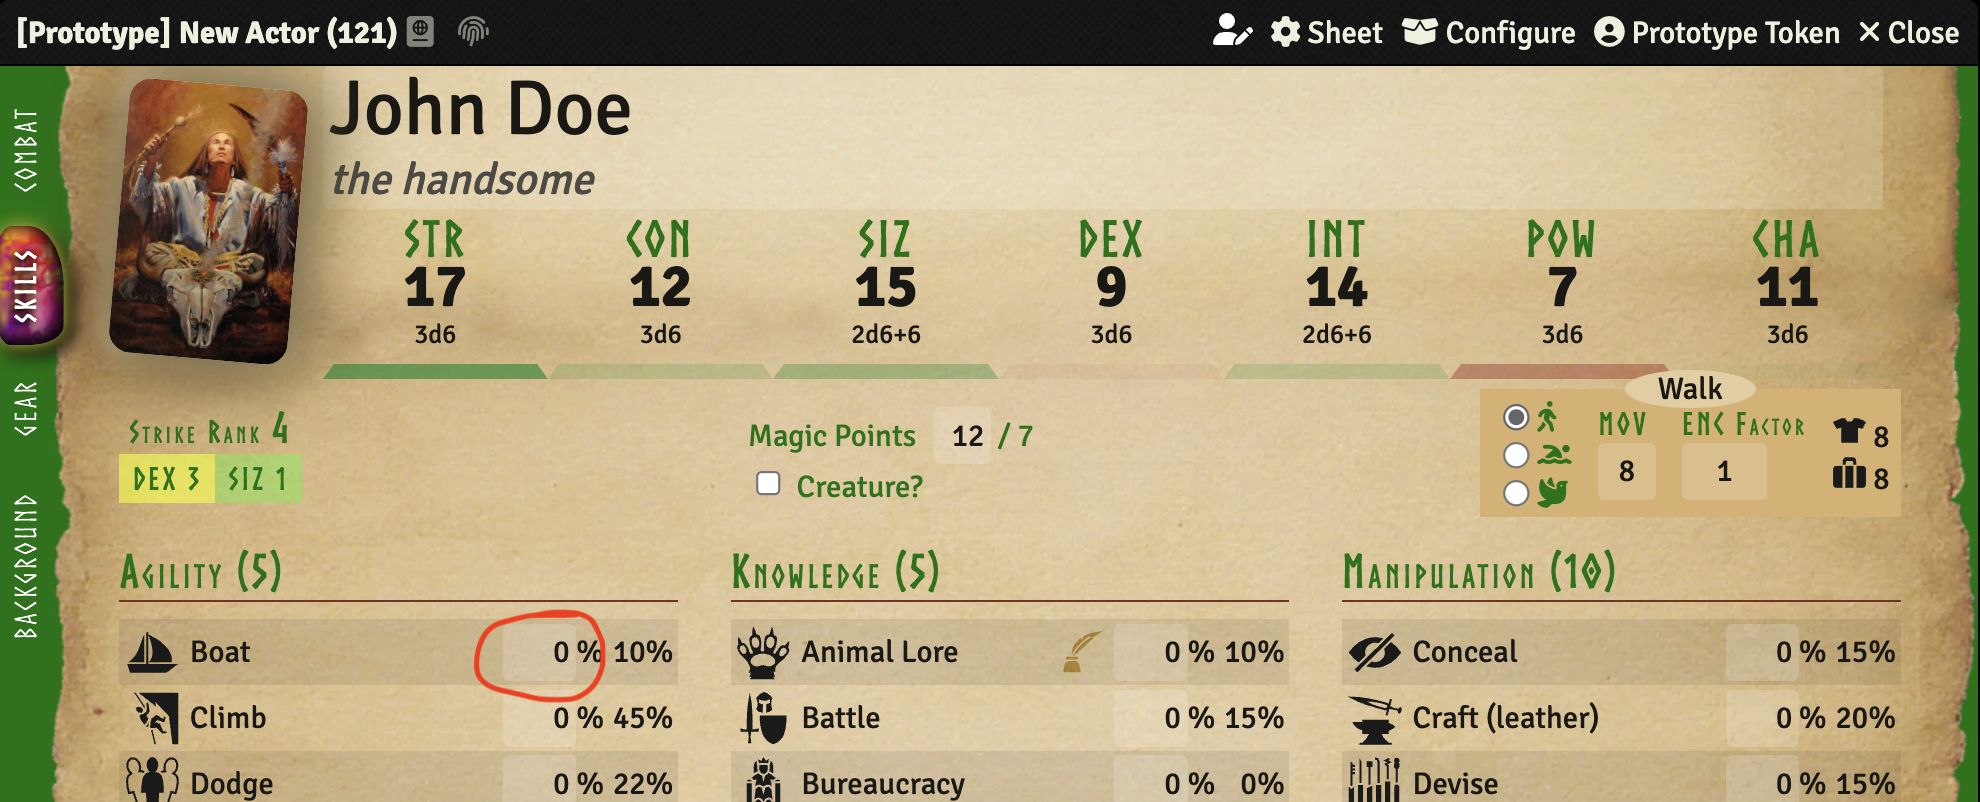 [Prototype] New Actor (121) Sheet Configure Prototype Token Close
John Doe
the handsome
COMBAT
SKILLS
GEAR
BACKGROUND
STR CON SIZ DEX INT POW CHA
17 12 15 9 14 7 11
3d6 3d6 2d6+6 3d6 2d6+6 3d6 3d6
Strike Rank 4
DEX 3 SIZ 1
Magic Points 12 / 7
Creature?
Walk
MOV ENC Factor 8
8 1 8
Agility (5) Knowledge (5) Manipulation (10)
Boat 0 % 10% Animal Lore 0 % 10% Conceal 0 % 15%
Climb 0 % 45% Battle 0 % 15% Craft (leather) 0 % 20%
Dodge 0 % 22% Bureaucracy 0 % 0% Devise 0 % 15%